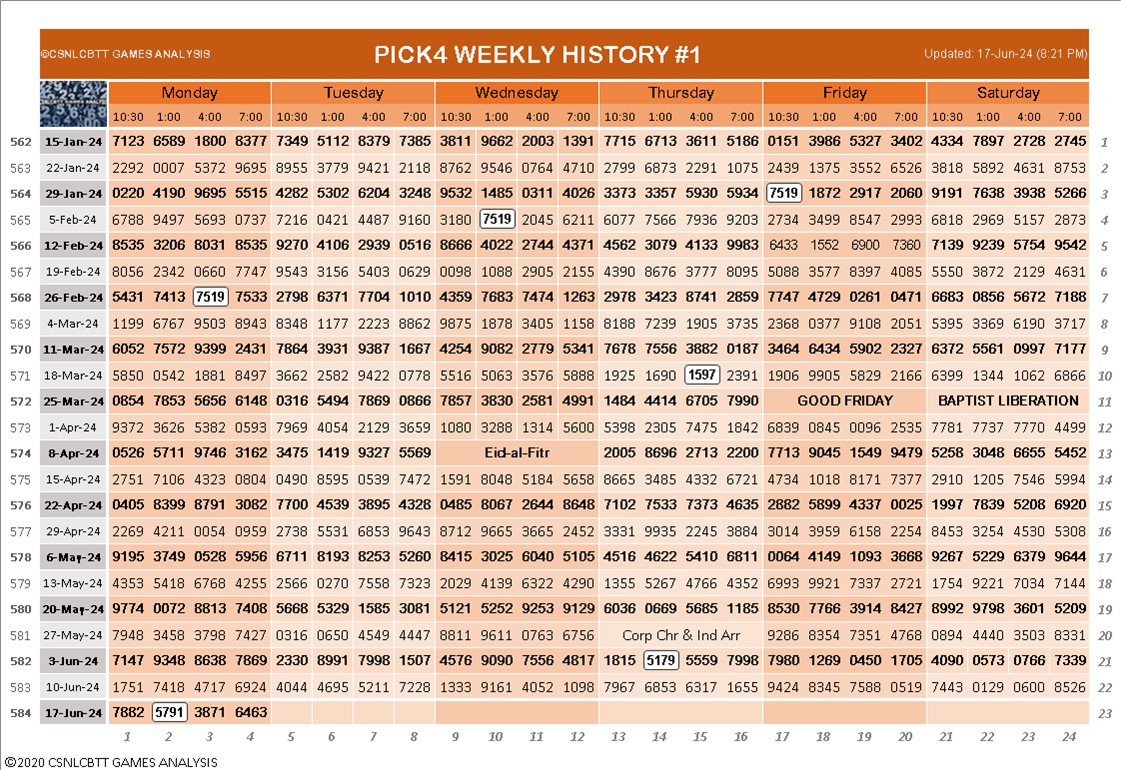 ©CSNLCBTT GAMES ANALYSIS PICK4 WEEKLY HISTORY #1 Updated: 17-Jun-24 (8:21 PM)
Monday Tuesday Wednesday Thursday Friday Saturday
10:30 1:00 4:00 7:00 10:30 1:00 4:00 7:00 10:30 1:00 4:00 7:00 10:30 1:00 4:00 7:00 10:30 1:00 4:00 7:00 10:30 1:00 4:00 7:00
562 15-Jan-24 7123 6589 1800 8377 7349 5112 8379 7385 3811 9662 2003 1391 7715 6713 3611 5186 0151 3986 5327 3402 4334 7897 2728 2745 1
563 22-Jan-24 2292 0007 5372 9695 8955 3779 9421 2118 8762 9546 0764 4710 2799 6873 2291 1075 2439 1375 3552 6526 3818 5892 4631 8753 2
564 29-Jan-24 0220 4190 9695 5515 4282 5302 6204 3248 9532 1485 0311 4026 3373 3357 5930 5934 7519 1872 2917 2060 9191 7638 3938 5266 3
565 5-Feb-24 6788 9497 5693 0737 7216 0421 4487 9160 3180 7519 2045 6211 6077 7566 7936 9203 2734 3499 8547 2993 6818 2969 5157 2873 4
566 12-Feb-24 8535 3206 8031 8535 9270 4106 2939 0516 8666 4022 2744 4371 4562 3079 4133 9983 6433 1552 6900 7360 7139 9239 5754 9542 5
567 19-Feb-24 8056 2342 0660 7747 9543 3156 5403 0629 0098 1088 2905 2155 4390 8676 3777 8095 5088 3577 8397 4085 5550 3872 2129 4631 6
568 26-Feb-24 5431 7413 7519 7533 2798 6371 7704 1010 4359 7683 7474 1263 2978 3423 8741 2859 7747 4729 0261 0471 6683 0856 5672 7188 7
569 4-Mar-24 1199 6767 9503 8943 8348 1177 2223 8862 9875 1878 3405 1158 8188 7239 1905 3735 2368 0377 9108 2051 5395 3369 6190 3717 8
570 11-Mar-24 6052 7572 9399 2431 7864 3931 9387 1667 4254 9082 2779 5341 7678 7556 3882 0187 3464 6434 5902 2327 6372 5561 0997 7177 9
571 18-Mar-24 5850 0542 1881 8497 3662 2582 9422 0778 5516 5063 3576 5888 1925 1690 1597 2391 1906 9905 5829 2166 6399 1344 1062 6866 10
572 25-Mar-24 0854 7853 5656 6148 0316 5494 7869 0866 7857 3830 2581 4991 1484 4414 6705 7990 GOOD FRIDAY BAPTIST LIBERATION 11
573 1-Apr-24 9372 3626 5382 0593 7969 4054 2129 3659 1080 3288 1314 5600 5398 2305 7475 1842 6839 0845 0096 2535 7781 7737 7770 4499 12
574 8-Apr-24 0526 5711 9746 3162 3475 1419 9327 5569 Eid-al-Fitr 2005 8696 2713 2200 7713 9045 1549 9479 5258 3048 6655 5452 13
575 15-Apr-24 2751 7106 4323 0804 0490 8595 0539 7472 1591 8048 5184 5658 8665 3485 4332 6721 4734 1018 8171 7377 2910 1205 7546 5994 14
576 22-Apr-24 0405 8399 8791 3082 7700 4539 3895 4328 0485 8067 2644 8648 7102 7533 7373 4635 2882 5899 4337 0025 1997 7839 5208 6920 15
577 29-Apr-24 2269 4211 0054 0959 2738 5531 6853 9643 8712 9665 3665 2452 3331 9935 2245 3884 3014 3959 6158 2254 8453 3254 4530 5308 16
578 6-May-24 9195 3749 0528 5956 6711 8193 8253 5260 8415 3025 6040 5105 4516 4622 5410 6811 0064 4149 1093 3668 9267 5229 6379 9644 17
579 13-May-24 4353 5418 6768 4255 2566 0270 7558 7323 2029 4139 6322 4290 1355 5267 4766 4352 6993 9921 7337 2721 1754 9221 7034 7144 18
580 20-May-24 9774 0072 8813 7408 5668 5329 1585 3081 5121 5252 9253 9129 6036 0669 5685 1185 8530 7766 3914 8427 8992 9798 3601 5209 19
581 27-May-24 7948 3458 3798 7427 0316 0650 4549 4447 8811 9611 0763 6756 Corp Chr & Ind Arr 9286 8354 7351 4768 0894 4440 3503 8331 20
582 3-Jun-24 7147 9348 8638 7869 2330 8991 7998 1507 4576 9090 7556 4817 1815 5179 5559 7998 7980 1269 0450 1705 4090 0573 0766 7339 21
583 10-Jun-24 1751 7418 4717 6924 4044 4695 5211 7228 1333 9161 4052 1098 7967 6853 6317 1655 9424 8345 7588 0519 7443 0129 0600 8526 22
584 17-Jun-24 7882 5791 3871 6463 23
1 2 3 4 5 6 7 8 9 10 11 12 13 14 15 16 17 18 19 20 21 22 23 24
©2020 CSNLCBTT GAMES ANALYSIS